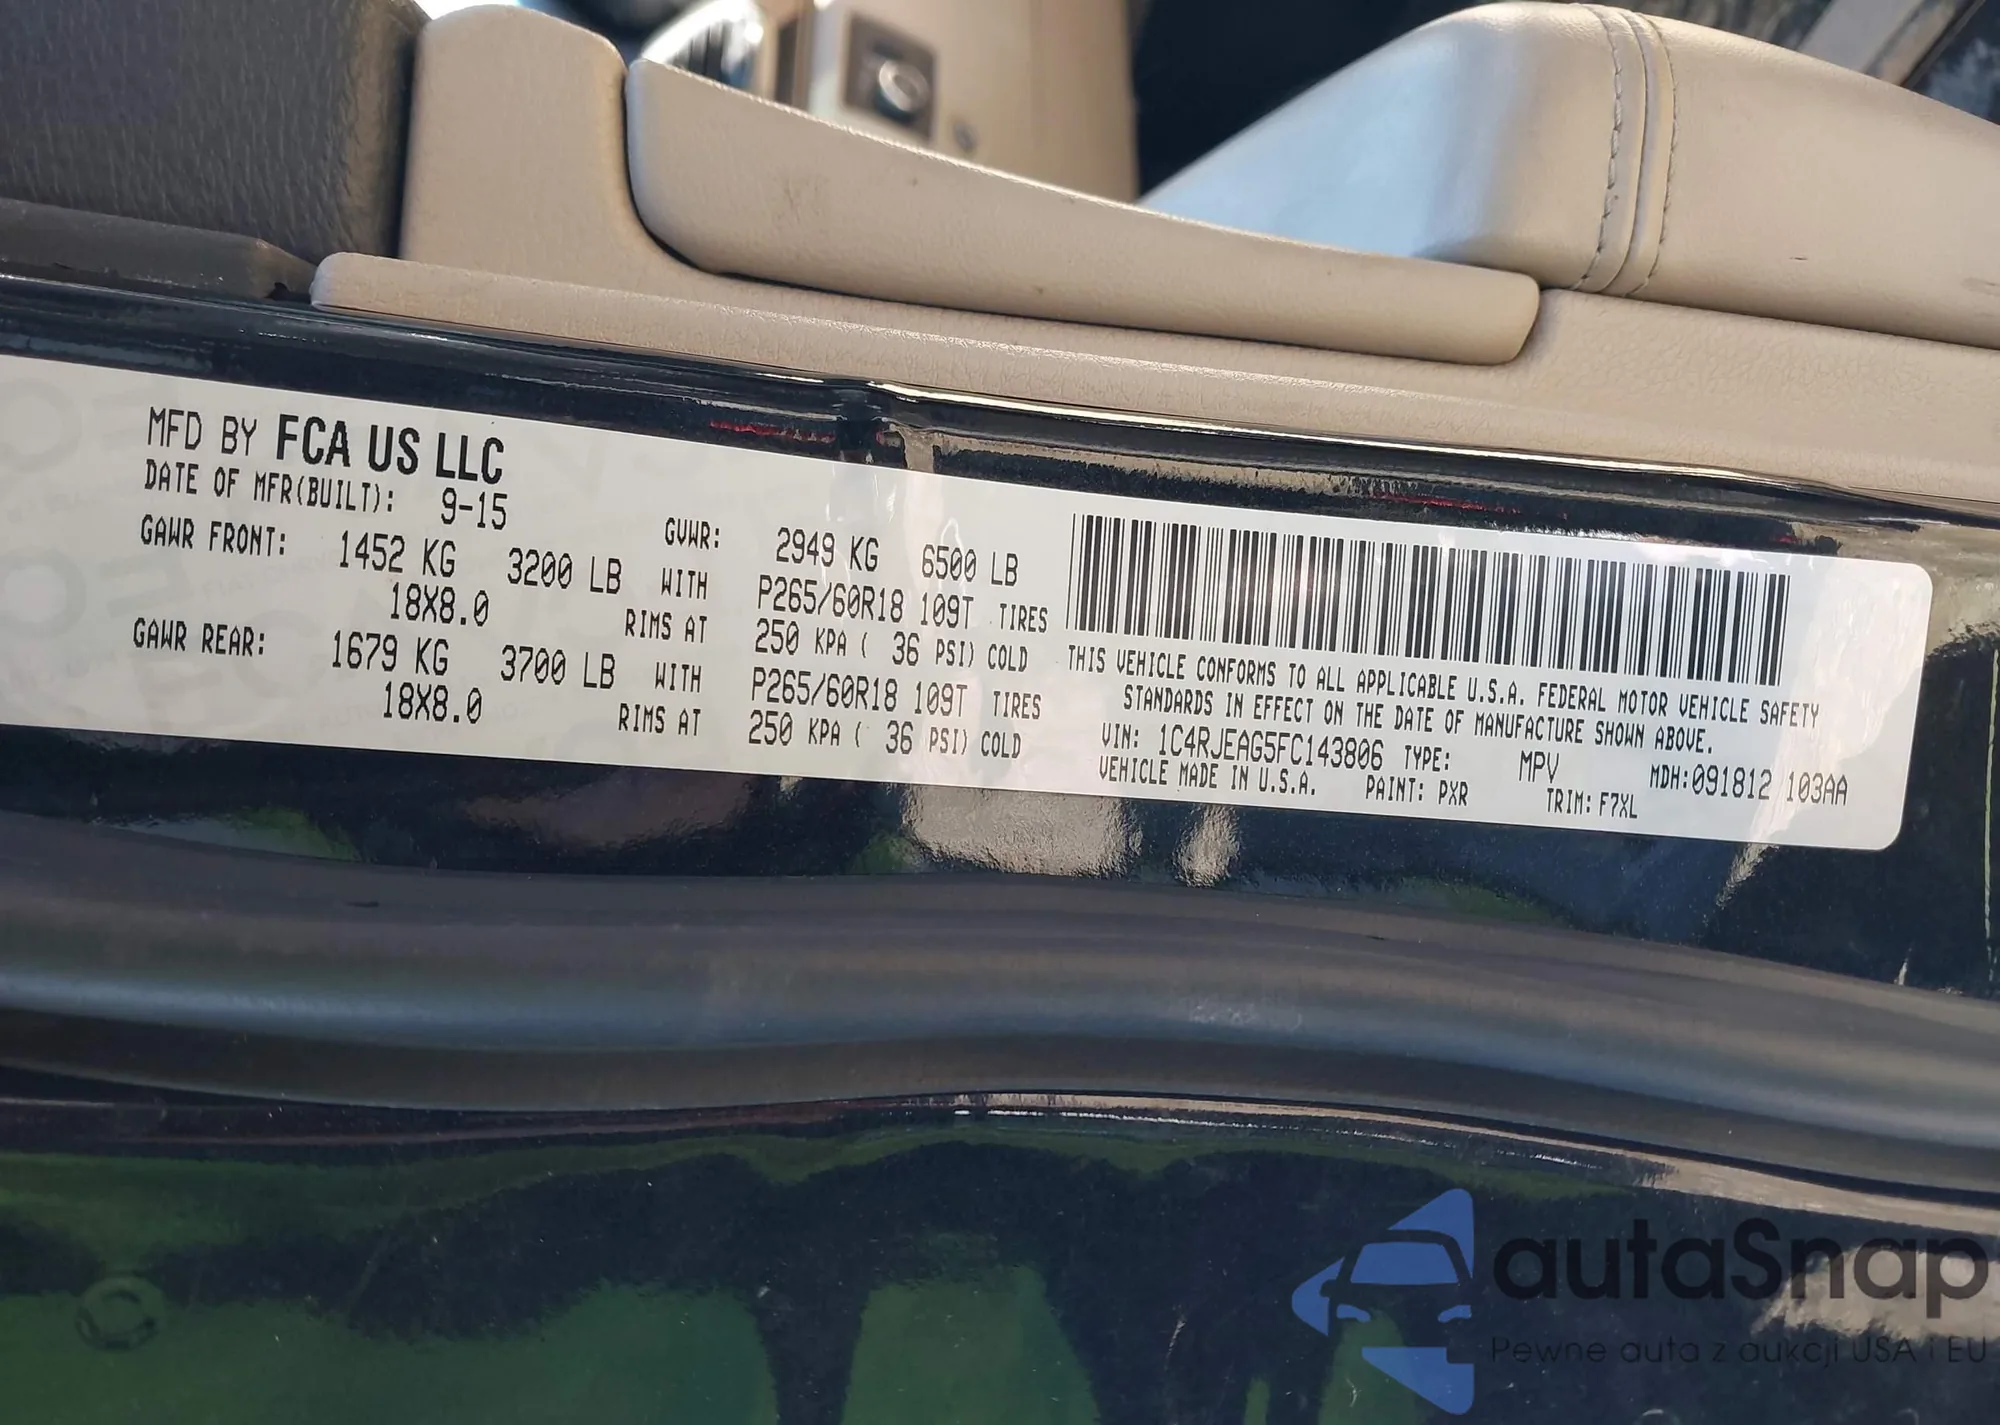 MFD BY FCA US LLC
DATE OF MFR(BUILT): 9-15
GVWR: 2949 KG 6500 LB
GAWR FRONT: 1452 KG 3200 LB WITH P265/60R18 109T TIRES
18X8.0 RIMS AT 250 KPA ( 36 PSI) COLD
GAWR REAR: 1679 KG 3700 LB WITH P265/60R18 109T TIRES
18X8.0 RIMS AT 250 KPA ( 36 PSI) COLD
THIS VEHICLE CONFORMS TO ALL APPLICABLE U.S.A. FEDERAL MOTOR VEHICLE SAFETY
STANDARDS IN EFFECT ON THE DATE OF MANUFACTURE SHOWN ABOVE.
VIN: 1C4RJEAG5FC143806 TYPE: MPV MDH:091812 103AA
VEHICLE MADE IN U.S.A. PAINT: PXR TRIM: F7XL
autaSnap
Pewne auta z aukcji USA i EU